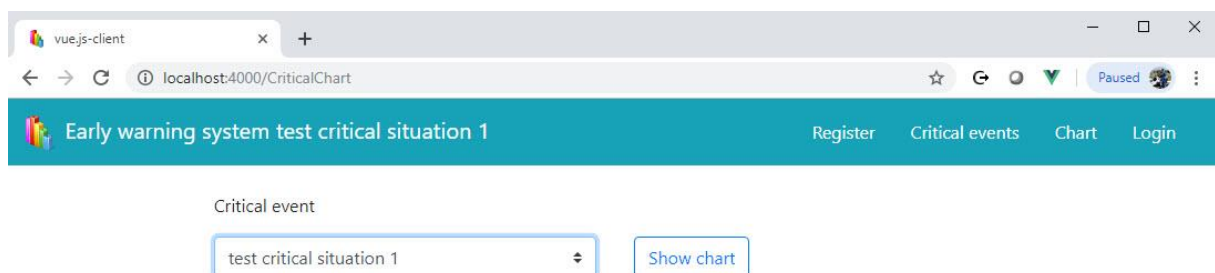 vue.js-client
localhost:4000/CriticalChart
Paused
Early warning system test critical situation 1 Register Critical events Chart Login
Critical event
test critical situation 1 Show chart